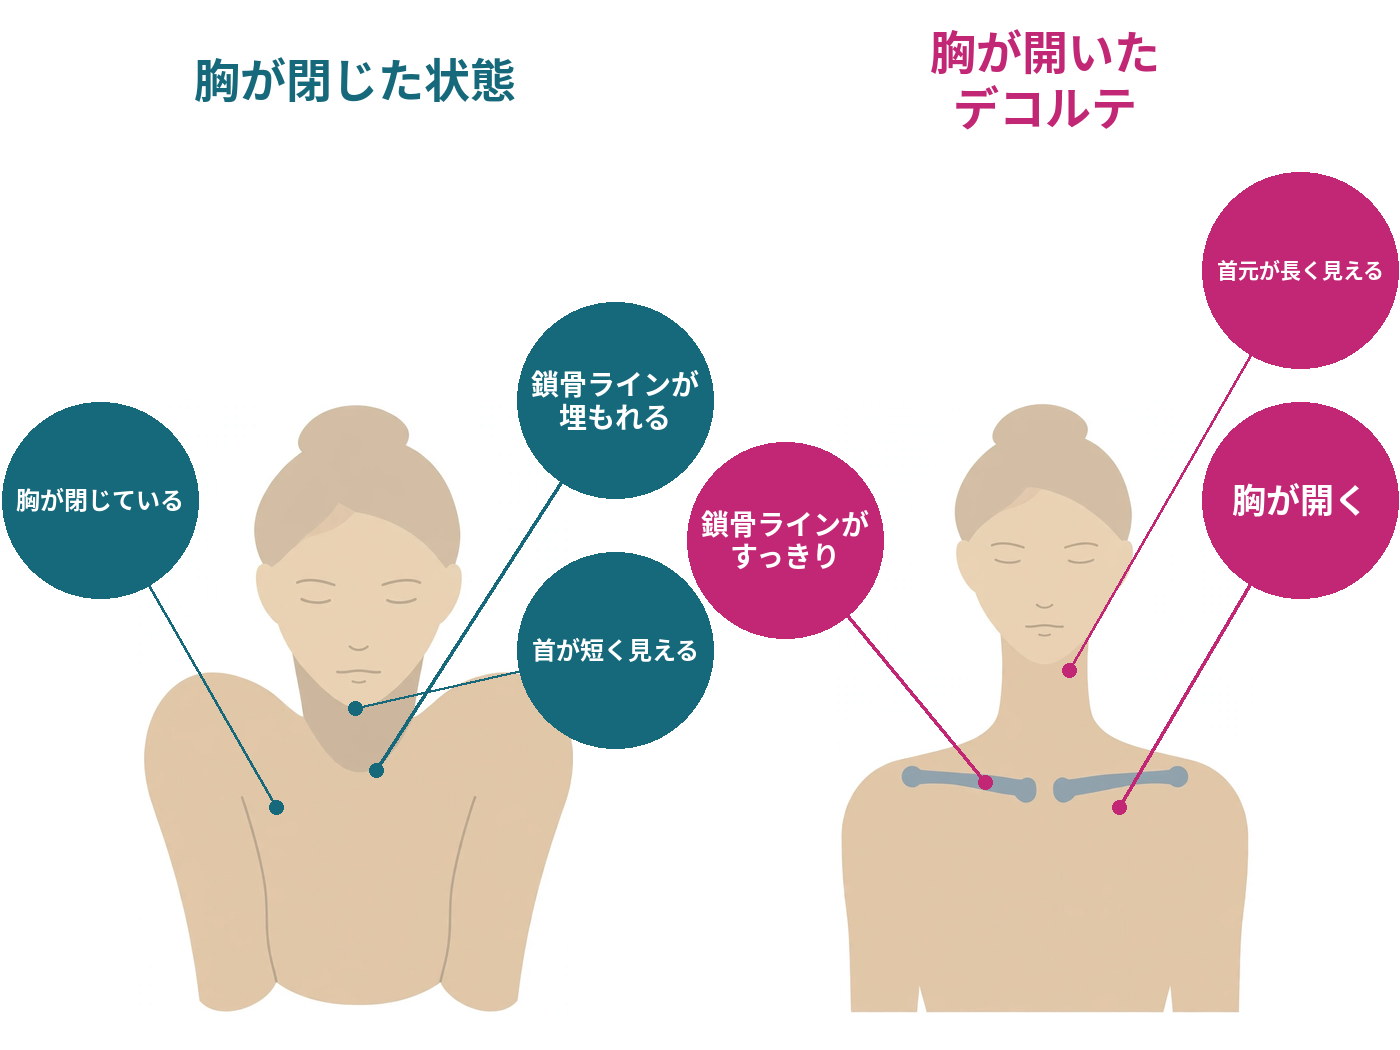 胸が閉じた状態
胸が開いた
デコルテ
胸が閉じている
鎖骨ラインが
埋もれる
首が短く見える
鎖骨ラインが
すっきり
首元が長く見える
胸が開く